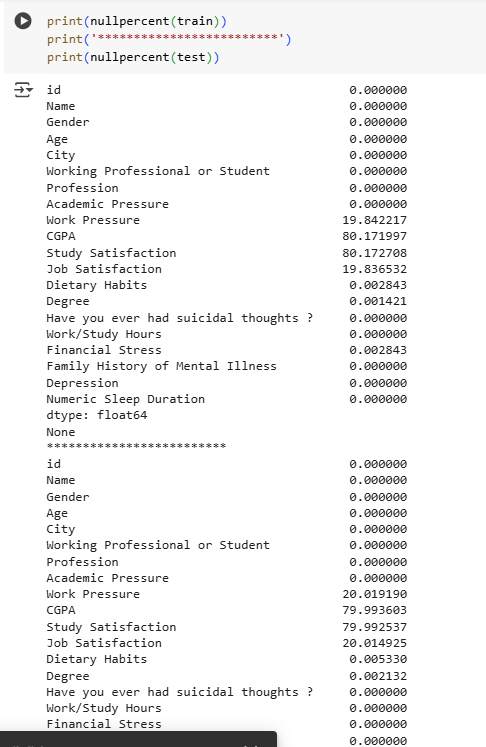 print(nullpercent(train))
print('*************************')
print(nullpercent(test))
id 0.000000
Name 0.000000
Gender 0.000000
Age 0.000000
City 0.000000
Working Professional or Student 0.000000
Profession 0.000000
Academic Pressure 0.000000
Work Pressure 19.842217
CGPA 80.171997
Study Satisfaction 80.172708
Job Satisfaction 19.836532
Dietary Habits 0.002843
Degree 0.001421
Have you ever had suicidal thoughts ? 0.000000
Work/Study Hours 0.000000
Financial Stress 0.002843
Family History of Mental Illness 0.000000
Depression 0.000000
Numeric Sleep Duration 0.000000
dtype: float64
None
*************************
id 0.000000
Name 0.000000
Gender 0.000000
Age 0.000000
City 0.000000
Working Professional or Student 0.000000
Profession 0.000000
Academic Pressure 0.000000
Work Pressure 20.019190
CGPA 79.993603
Study Satisfaction 79.992537
Job Satisfaction 20.014925
Dietary Habits 0.005330
Degree 0.002132
Have you ever had suicidal thoughts ? 0.000000
Work/Study Hours 0.000000
Financial Stress 0.000000
0.000000